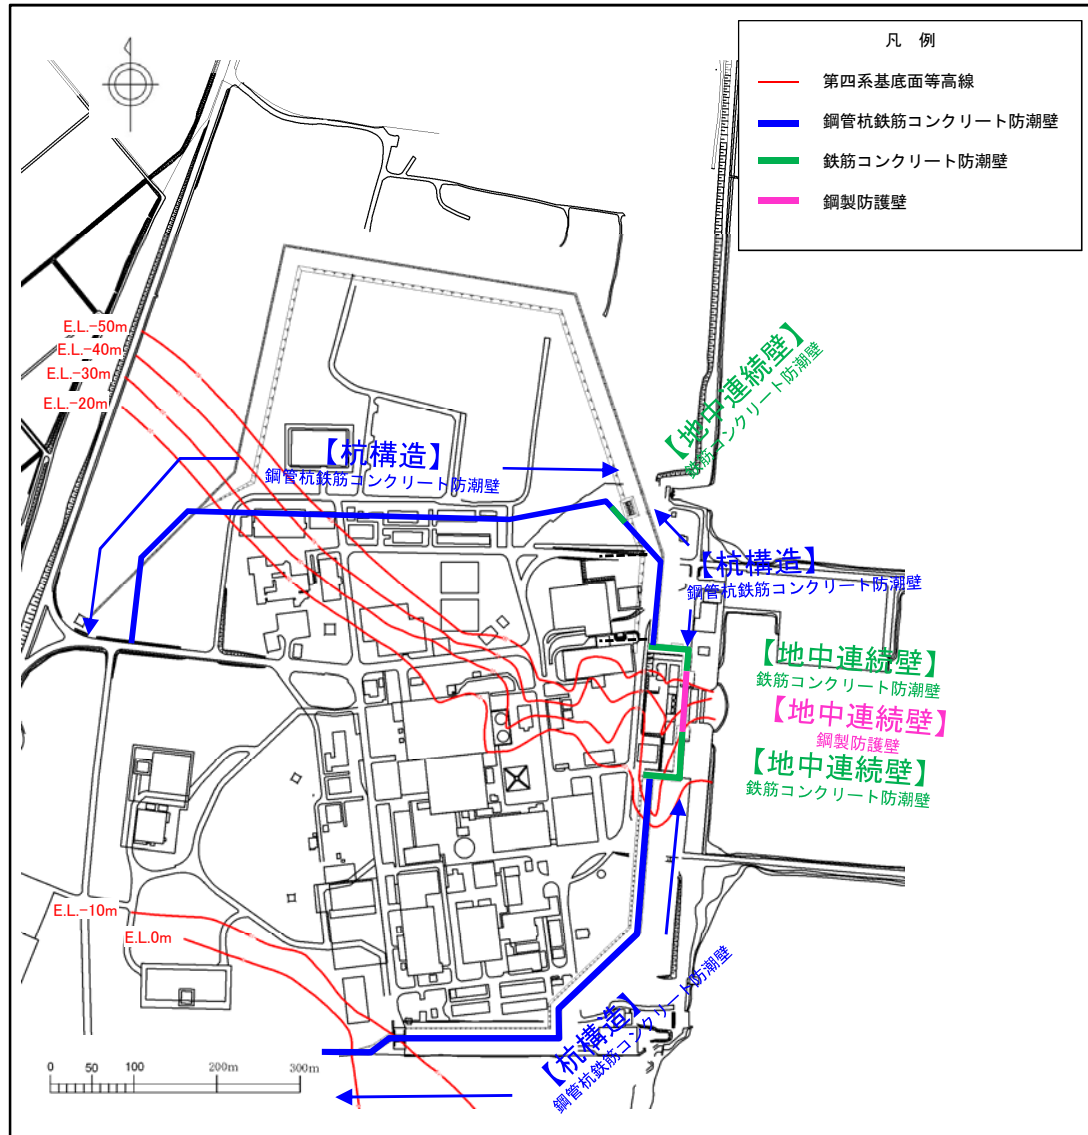 凡 例
第四系基底面等高線
鋼管杭鉄筋コンクリート防潮壁
鉄筋コンクリート防潮壁
鋼製防護壁
E.L.-50m
E.L.-40m
E.L.-30m
E.L.-20m
【地中連続壁】
鉄筋コンクリート防潮壁
【杭構造】
鋼管杭鉄筋コンクリート防潮壁
【杭構造】
鋼管杭鉄筋コンクリート防潮壁
【地中連続壁】
鉄筋コンクリート防潮壁
【地中連続壁】
鋼製防護壁
【地中連続壁】
鉄筋コンクリート防潮壁
E.L.-10m
E.L.0m
【杭構造】
鋼管杭鉄筋コンクリート防潮壁
0 50 100 200m 300m